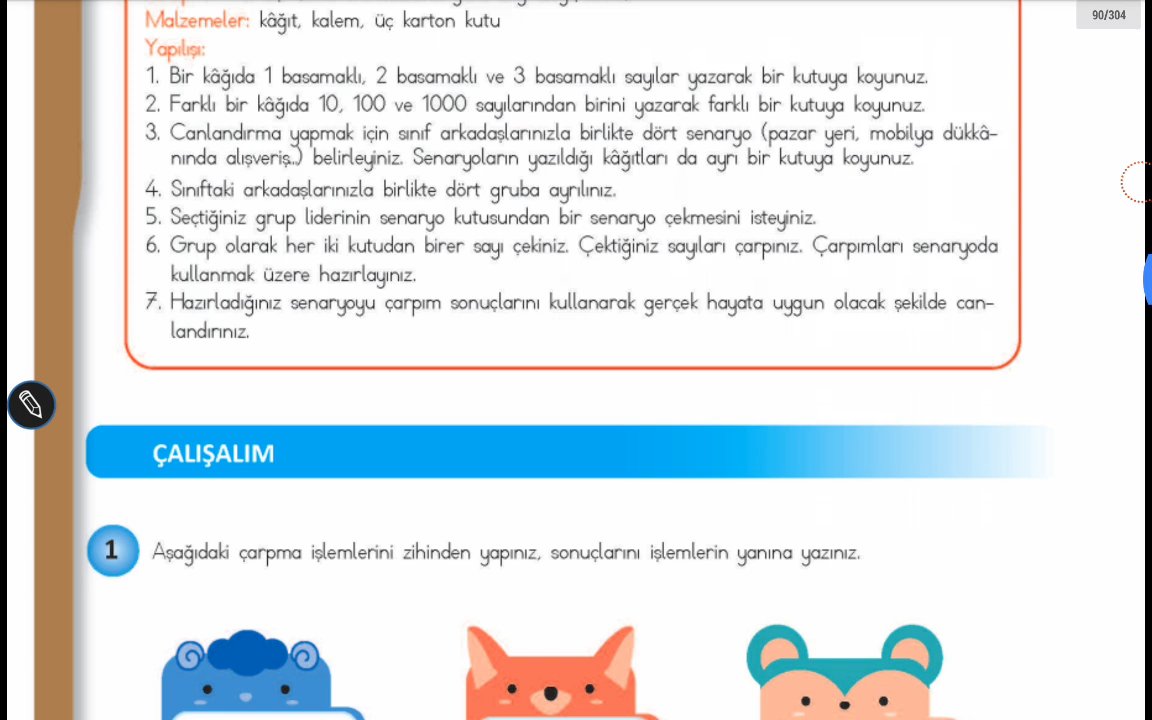 90/304
Malzemeler: kâğıt, kalem, üç karton kutu
Yapılışı:
1. Bir kâğıda 1 basamaklı, 2 basamaklı ve 3 basamaklı sayılar yazarak bir kutuya koyunuz.
2. Farklı bir kâğıda 10, 100 ve 1000 sayılarından birini yazarak farklı bir kutuya koyunuz.
3. Canlandırma yapmak için sınıf arkadaşlarınızla birlikte dört senaryo (pazar yeri, mobilya dükkâ-
nında alışveriş..) belirleyiniz. Senaryoların yazıldığı kâğıtları da ayrı bir kutuya koyunuz.
4. Sınıftaki arkadaşlarınızla birlikte dört gruba ayrılınız.
5. Seçtiğiniz grup liderinin senaryo kutusundan bir senaryo çekmesini isteyiniz.
6. Grup olarak her iki kutudan birer sayı çekiniz. Çektiğiniz sayıları çarpınız. Çarpımları senaryoda
kullanmak üzere hazırlayınız.
7. Hazırladığınız senaryoyu çarpım sonuçlarını kullanarak gerçek hayata uygun olacak şekilde can-
landırınız.
ÇALIŞALIM
1 Aşağıdaki çarpma işlemlerini zihinden yapınız, sonuçlarını işlemlerin yanına yazınız.